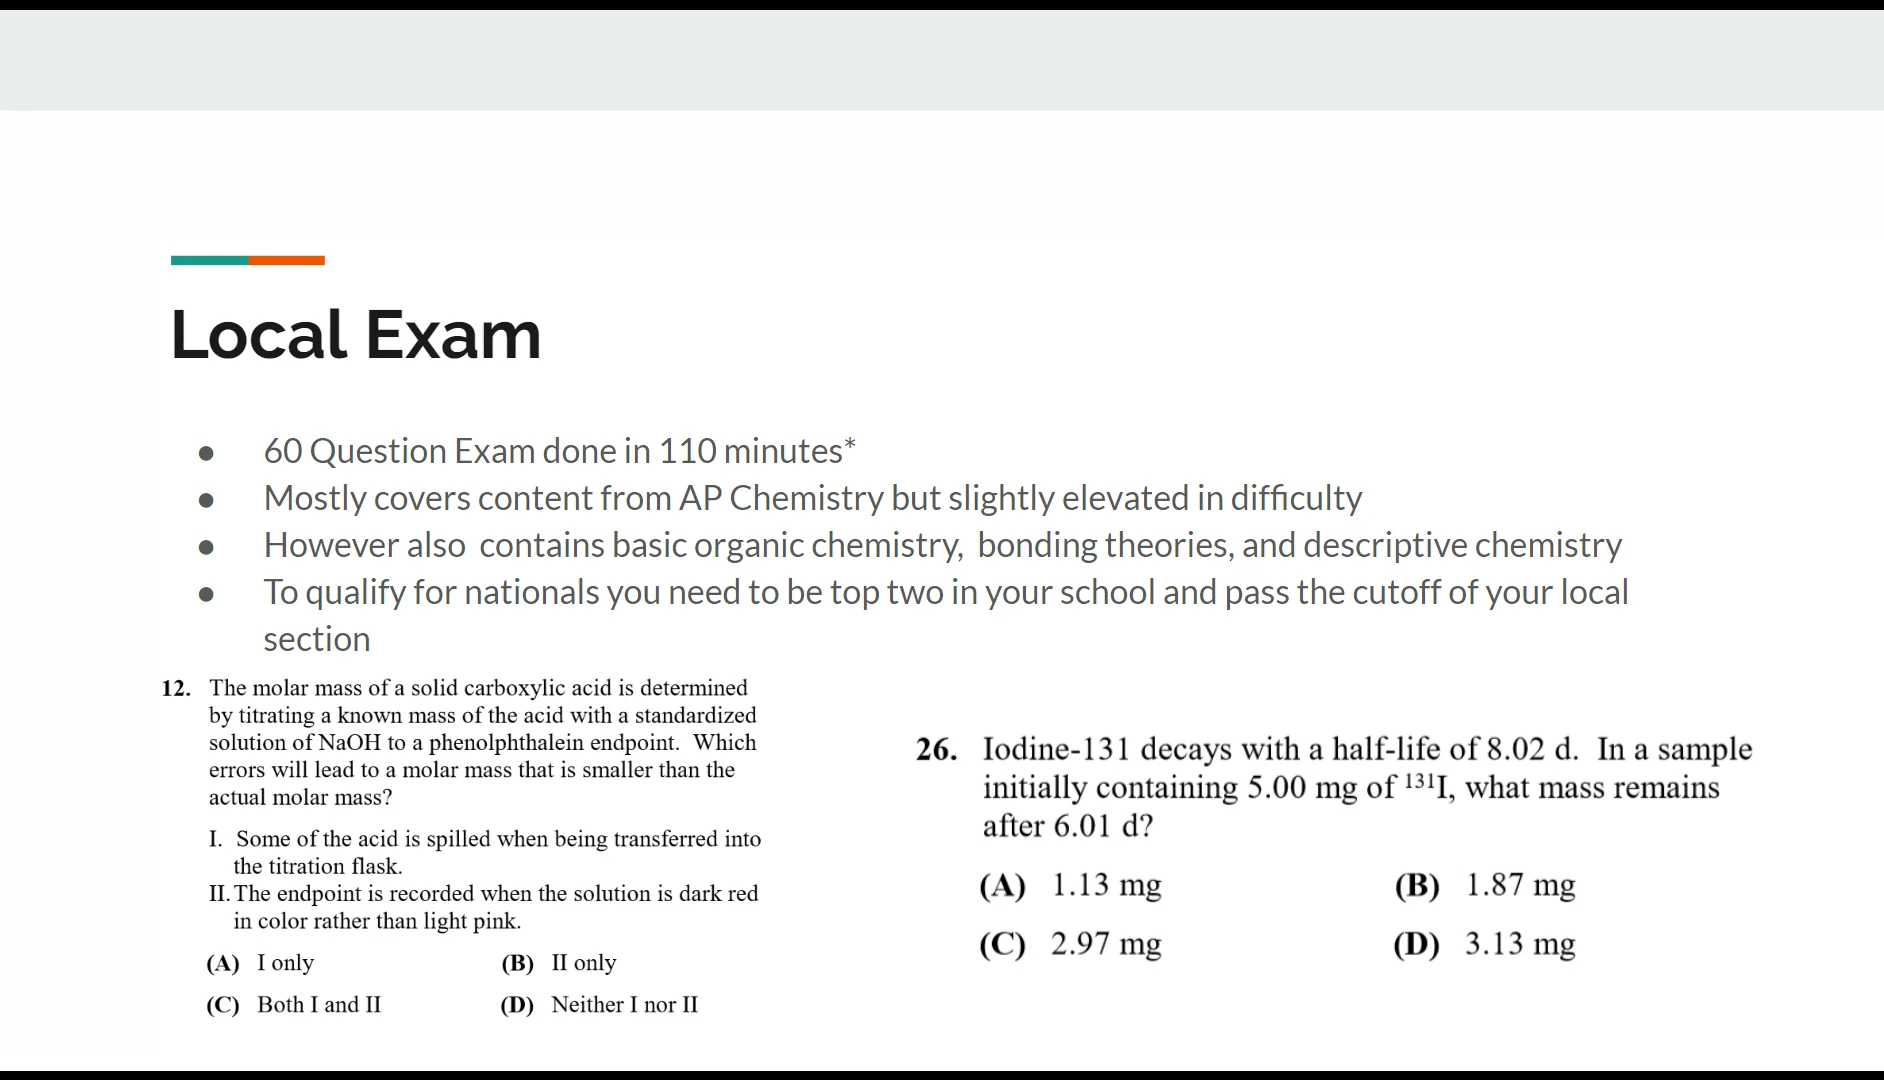 Local Exam
● 60 Question Exam done in 110 minutes*
● Mostly covers content from AP Chemistry but slightly elevated in difficulty
● However also contains basic organic chemistry, bonding theories, and descriptive chemistry
● To qualify for nationals you need to be top two in your school and pass the cutoff of your local
section
12. The molar mass of a solid carboxylic acid is determined
by titrating a known mass of the acid with a standardized
solution of NaOH to a phenolphthalein endpoint. Which
errors will lead to a molar mass that is smaller than the
actual molar mass?
I. Some of the acid is spilled when being transferred into
the titration flask.
II. The endpoint is recorded when the solution is dark red
in color rather than light pink.
(A) I only (B) II only
(C) Both I and II (D) Neither I nor II
26. Iodine-131 decays with a half-life of 8.02 d. In a sample
initially containing 5.00 mg of ¹³¹I, what mass remains
after 6.01 d?
(A) 1.13 mg (B) 1.87 mg
(C) 2.97 mg (D) 3.13 mg